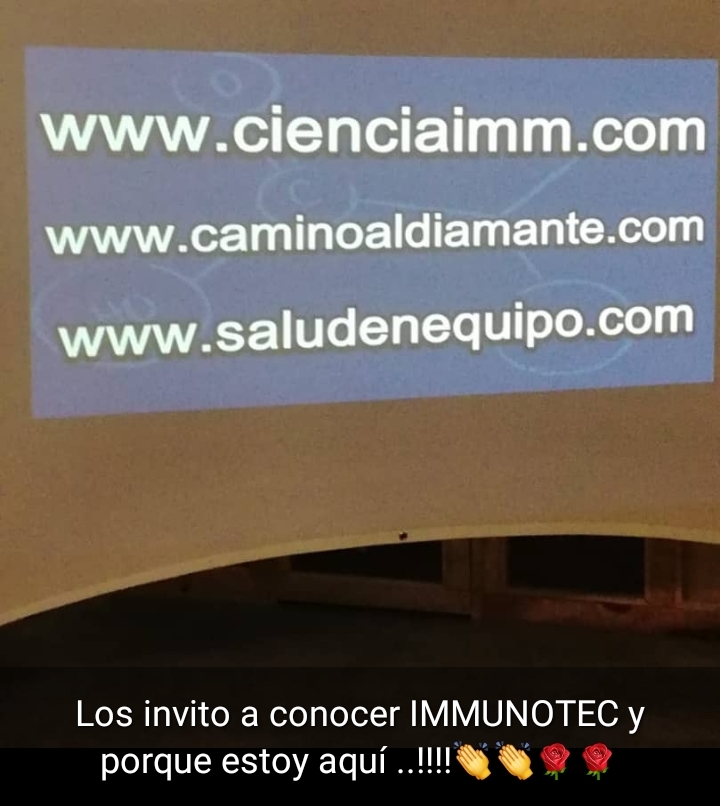 www.cienciaimm.com
www.caminoaldiamante.com
www.saludenequipo.com
Los invito a conocer IMMUNOTEC y
porque estoy aquí ..!!!!👏👏🌹🌹